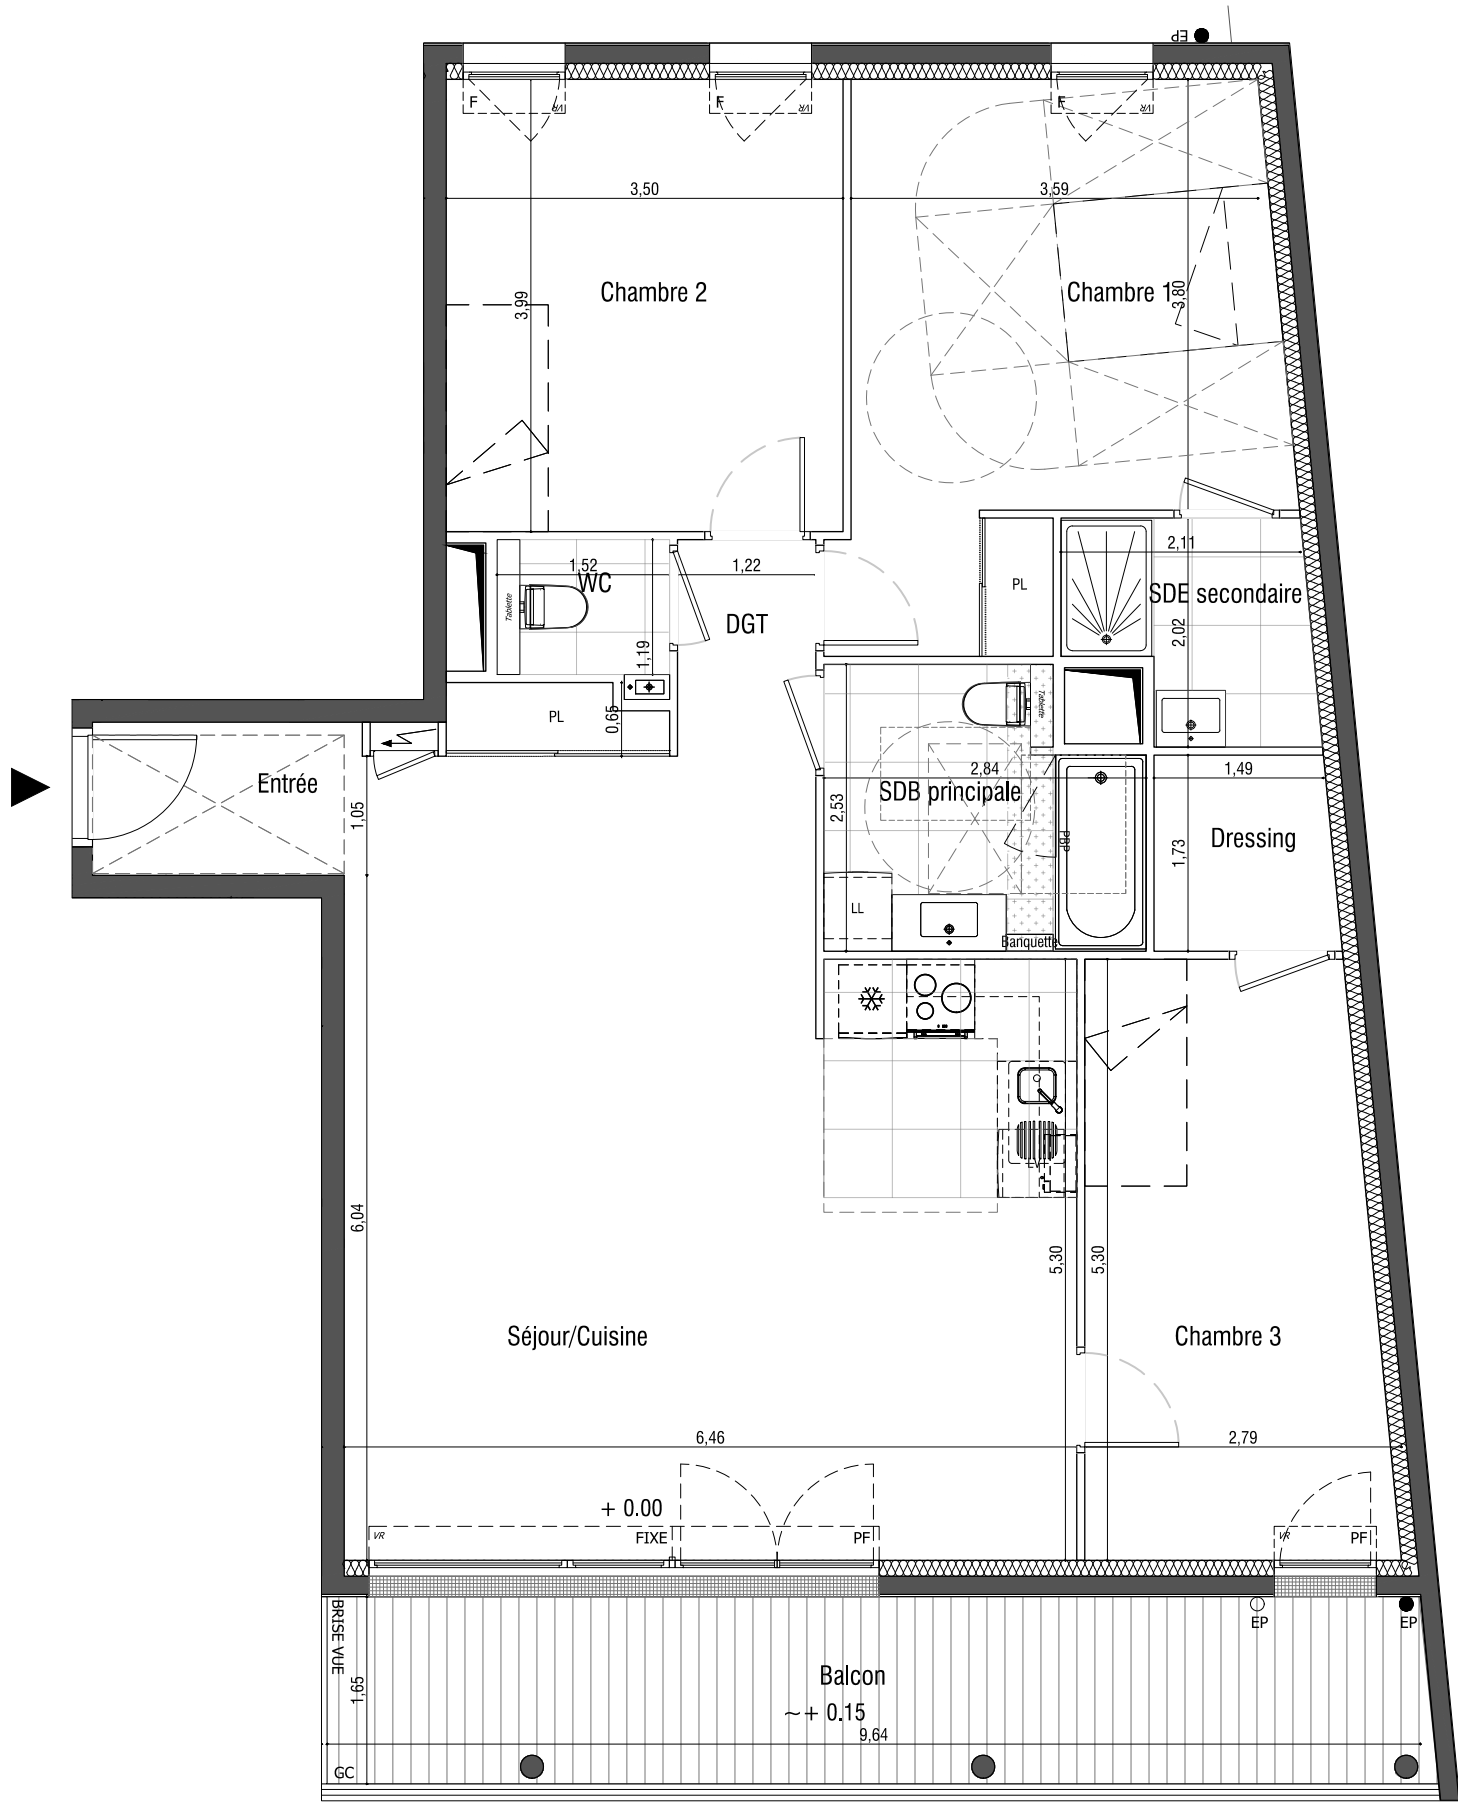 EP
F
VR
F
VR
F
VR
3,50
3,59
Chambre 2
3,99
Chambre 1
3,80
1,52
WC
Tablette
1,19
1,22
DGT
PL
2,11
SDE secondaire
2,02
PL
0,65
Entrée
1,05
Tablette
2,84
SDB principale
2,53
PBP
LL
Banquette
1,49
1,73
Dressing
6,04
5,30
5,30
Séjour/Cuisine
Chambre 3
6,46
2,79
+ 0.00
VR
FIXE
PF
VR
PF
BRISE VUE
EP
EP
1,65
Balcon
~+ 0.15
9,64
GC